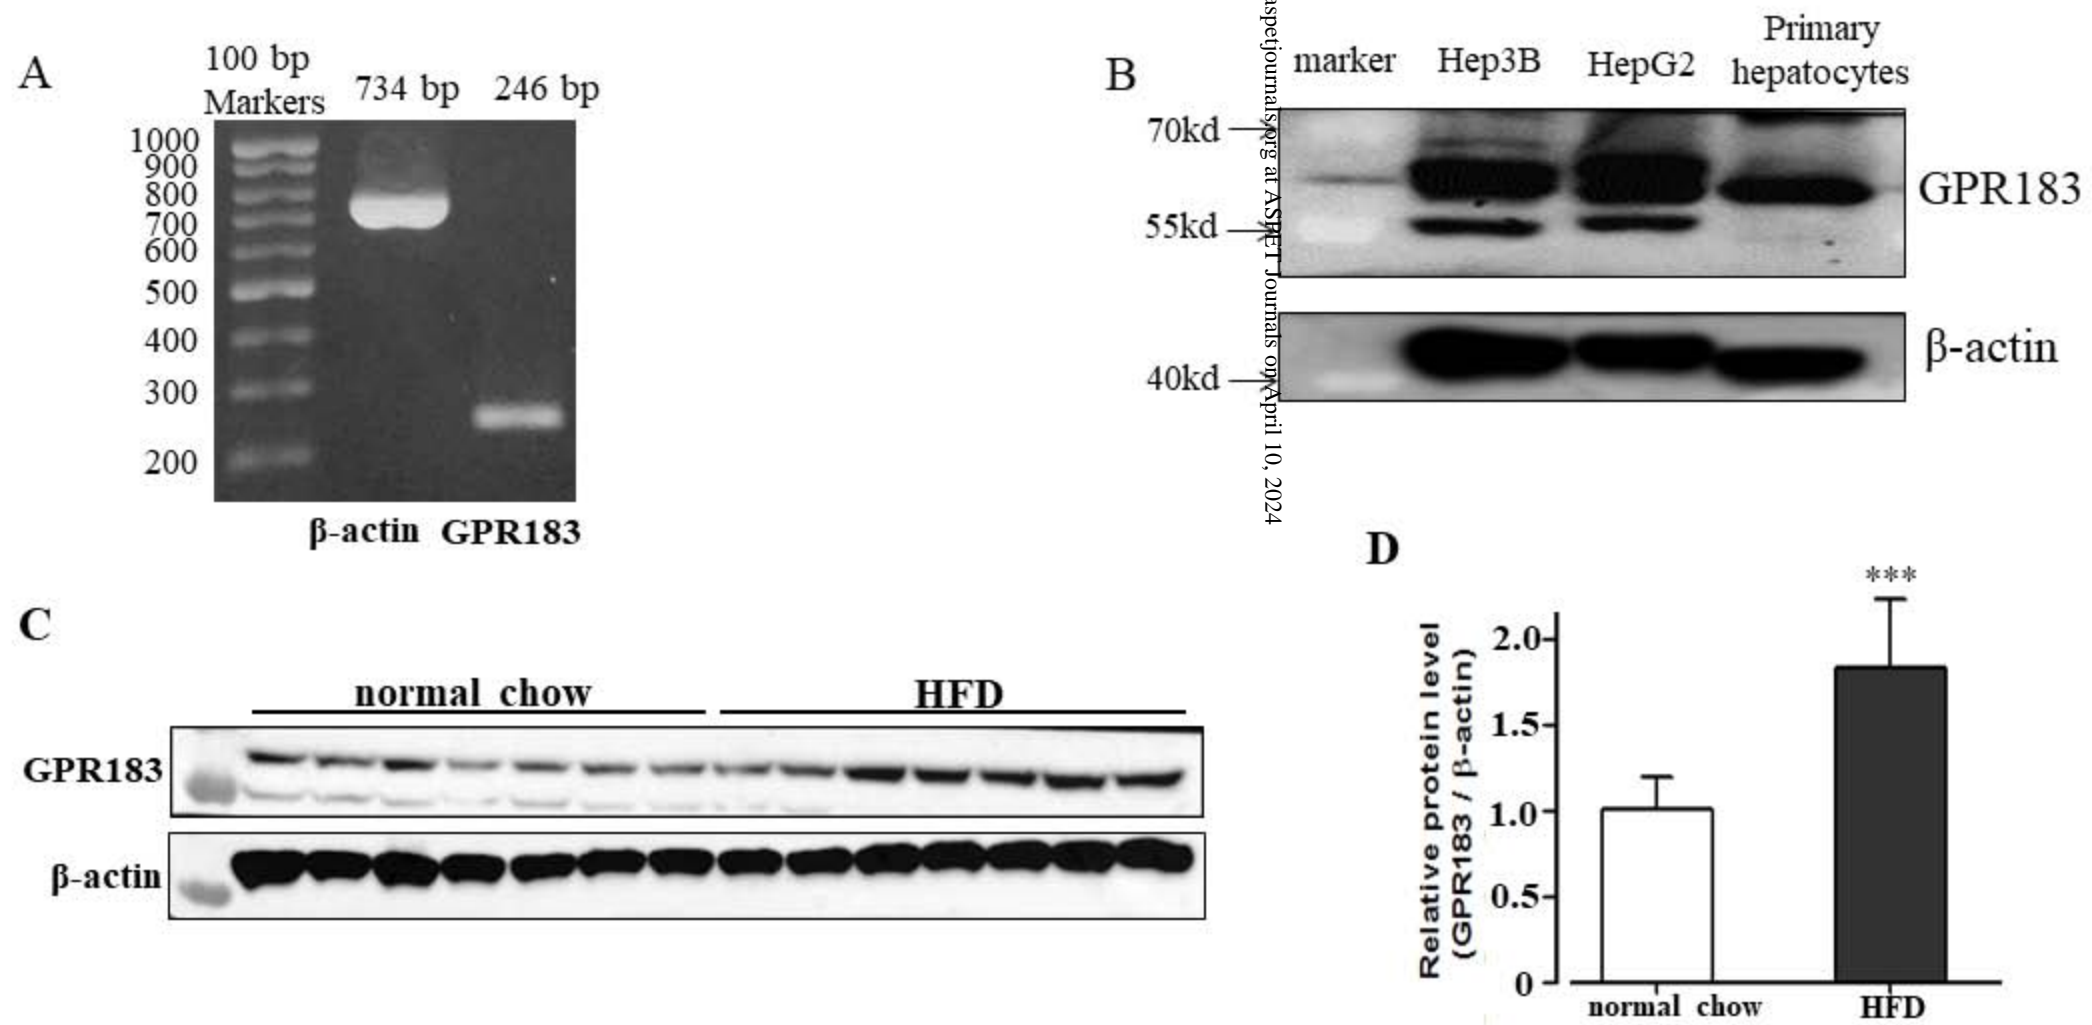 A
100 bp
Markers
734 bp
246 bp
1000
900
800
700
600
500
400
300
200
β-actin GPR183
B
marker
Hep3B
HepG2
Primary
hepatocytes
70kd
55kd
40kd
GPR183
β-actin
aspetjournals.org at ASPET Journals on April 10, 2024
C
normal chow
HFD
GPR183
β-actin
D
***
Relative protein level
(GPR183 / β-actin)
2.0
1.5
1.0
0.5
0
normal chow
HFD